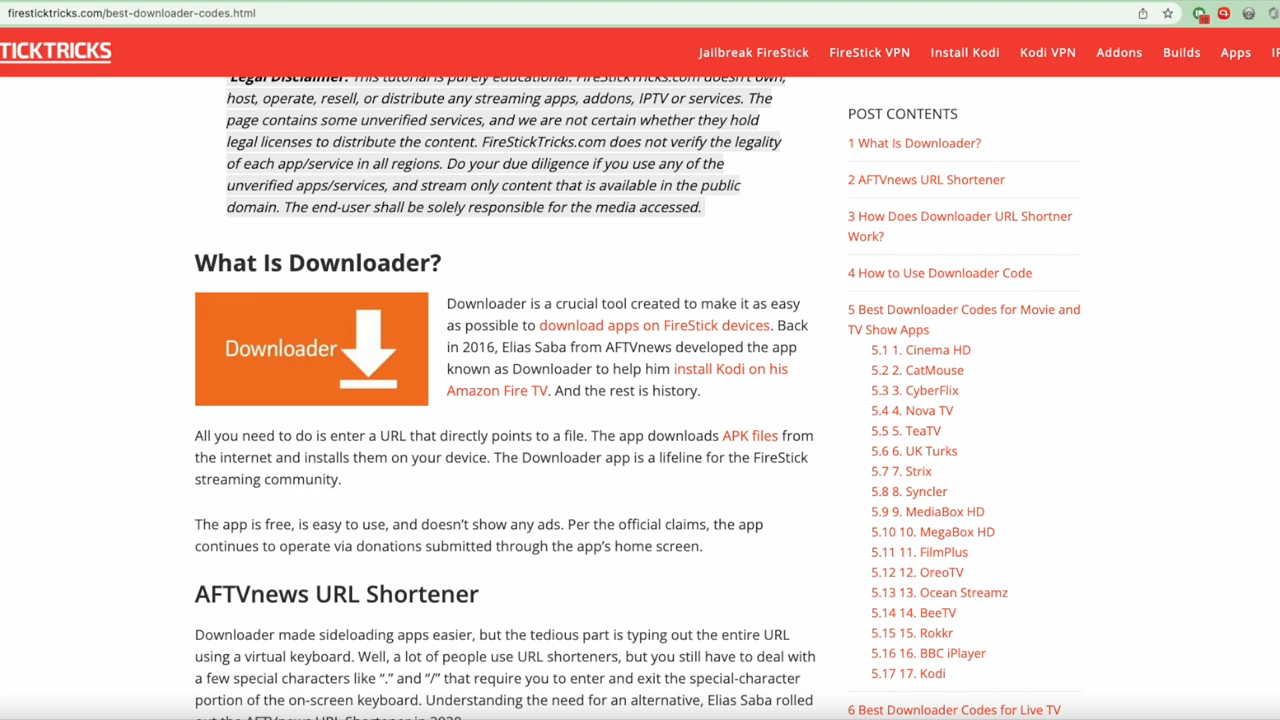 firesticktricks.com/best-downloader-codes.html
TICKTRICKS
Jailbreak FireStick
FireStick VPN
Install Kodi
Kodi VPN
Addons
Builds
Apps
Legal Disclaimer: This tutorial is purely educational. FireStickTricks.com doesn't own,
host, operate, resell, or distribute any streaming apps, addons, IPTV or services. The
page contains some unverified services, and we are not certain whether they hold
legal licenses to distribute the content. FireStickTricks.com does not verify the legality
of each app/service in all regions. Do your due diligence if you use any of the
unverified apps/services, and stream only content that is available in the public
domain. The end-user shall be solely responsible for the media accessed.
What Is Downloader?
Downloader
Downloader is a crucial tool created to make it as easy
as possible to download apps on FireStick devices. Back
in 2016, Elias Saba from AFTVnews developed the app
known as Downloader to help him install Kodi on his
Amazon Fire TV. And the rest is history.
All you need to do is enter a URL that directly points to a file. The app downloads APK files from
the internet and installs them on your device. The Downloader app is a lifeline for the FireStick
streaming community.
The app is free, is easy to use, and doesn't show any ads. Per the official claims, the app
continues to operate via donations submitted through the app's home screen.
AFTVnews URL Shortener
Downloader made sideloading apps easier, but the tedious part is typing out the entire URL
using a virtual keyboard. Well, a lot of people use URL shorteners, but you still have to deal with
a few special characters like “.” and “/” that require you to enter and exit the special-character
portion of the on-screen keyboard. Understanding the need for an alternative, Elias Saba rolled
out the AFTVnews URL Shortener in 2020.
POST CONTENTS
1 What Is Downloader?
2 AFTVnews URL Shortener
3 How Does Downloader URL Shortner
Work?
4 How to Use Downloader Code
5 Best Downloader Codes for Movie and
TV Show Apps
5.1 1. Cinema HD
5.2 2. CatMouse
5.3 3. CyberFlix
5.4 4. Nova TV
5.5 5. TeaTV
5.6 6. UK Turks
5.7 7. Strix
5.8 8. Syncler
5.9 9. MediaBox HD
5.10 10. MegaBox HD
5.11 11. FilmPlus
5.12 12. OreoTV
5.13 13. Ocean Streamz
5.14 14. BeeTV
5.15 15. Rokkr
5.16 16. BBC iPlayer
5.17 17. Kodi
6 Best Downloader Codes for Live TV